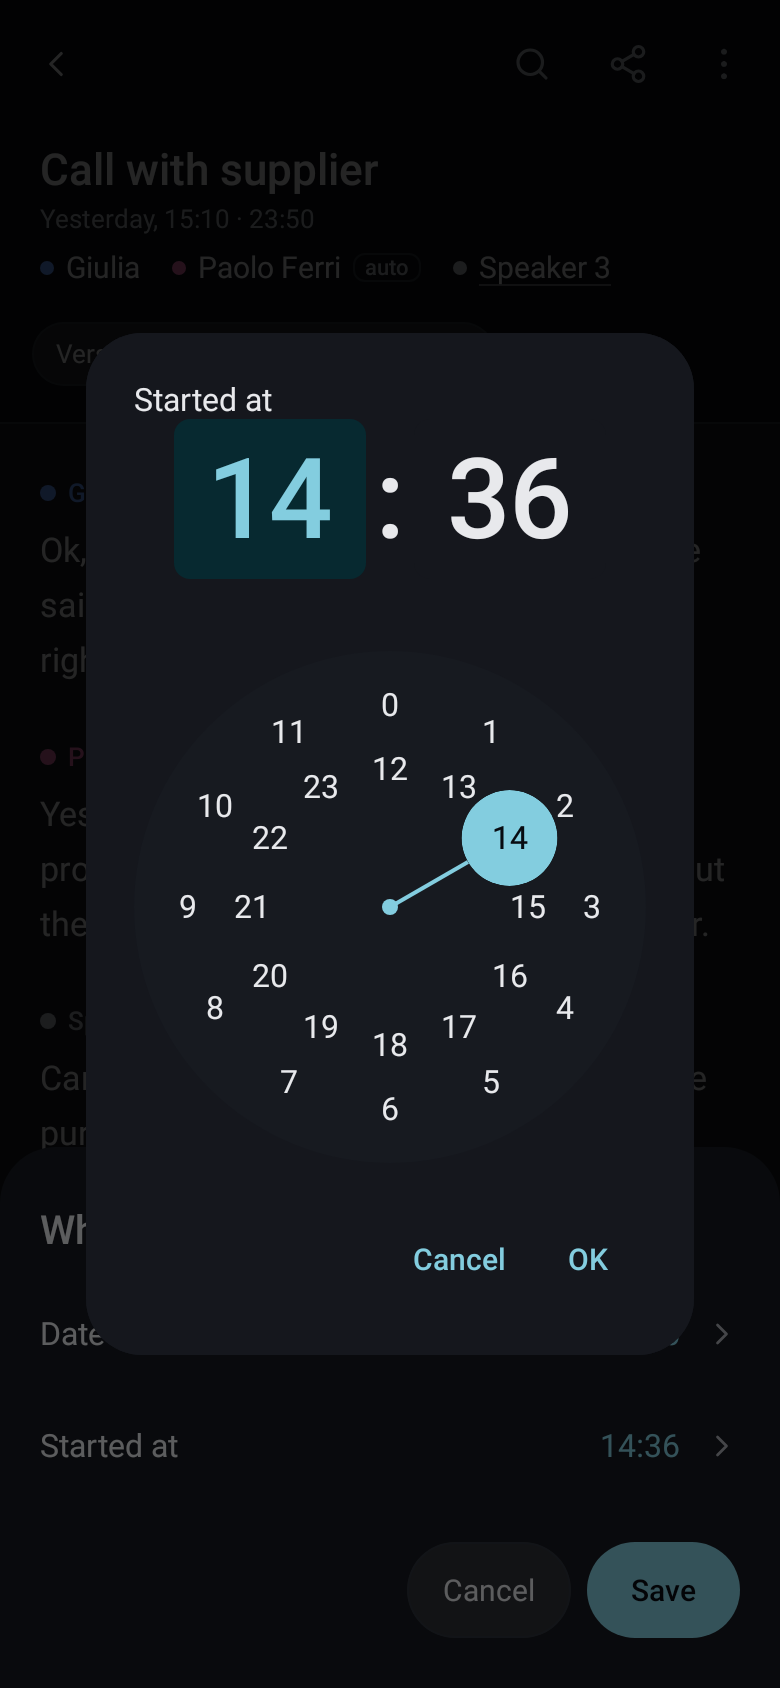 Call with supplier
Yesterday, 15:10 · 23:50
Giulia Paolo Ferri auto Speaker 3
Started at
14 : 36
Ok,
0
11 1
12
23 13
10 2
22 14
9 21 15 3
20 16
8 4
19 17
18
7 5
6
Cancel OK
Date
Started at 14:36
Cancel Save